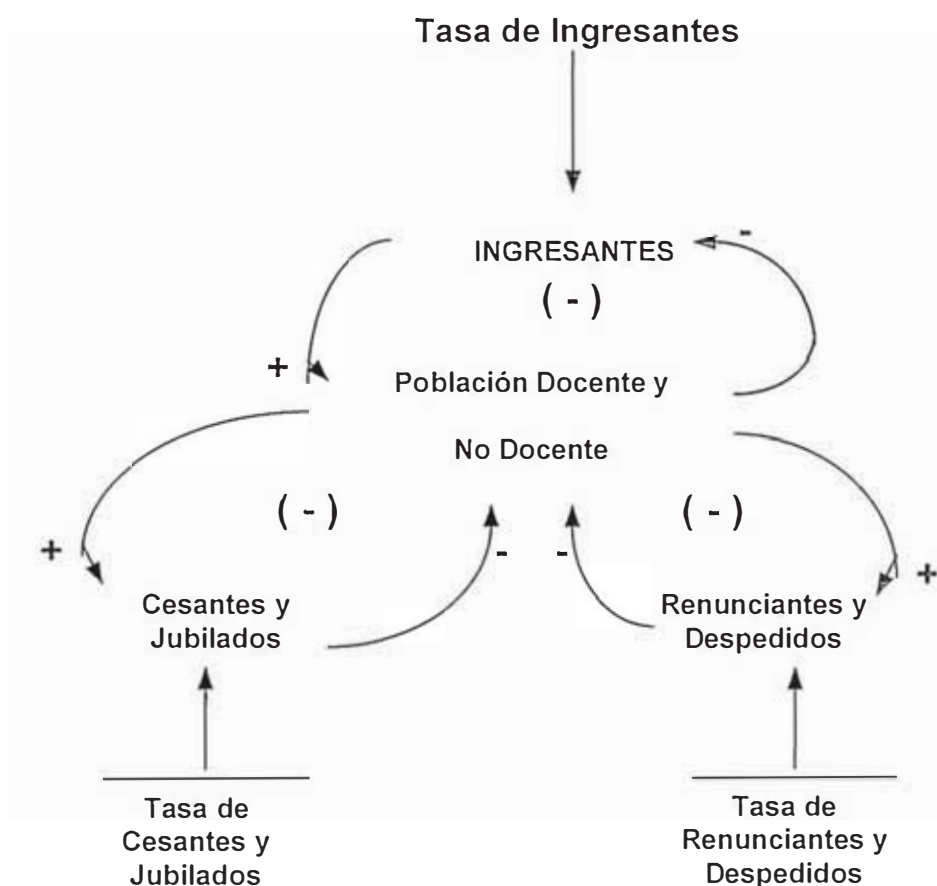 Tasa de Ingresantes
-
INGRESANTES
( - )
+
Población Docente y
No Docente
( - )
( - )
+
-
-
+
Cesantes y
Jubilados
Renunciantes y
Despedidos
Tasa de
Cesantes y
Jubilados
Tasa de
Renunciantes y
Despedidos